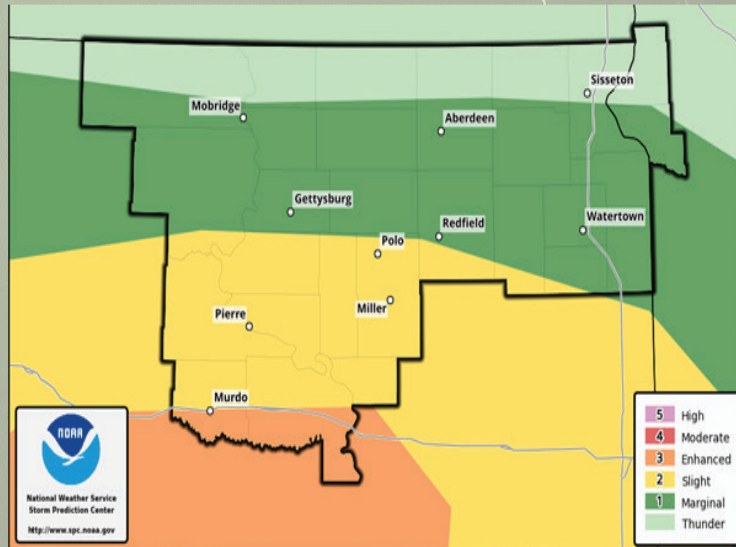 Sisseton
Mobridge
Aberdeen
Gettysburg
Redfield
Watertown
Polo
Miller
Pierre
Murdo
NOAA
National Weather Service
Storm Prediction Center
http://www.spc.noaa.gov
5 High
4 Moderate
3 Enhanced
2 Slight
1 Marginal
Thunder